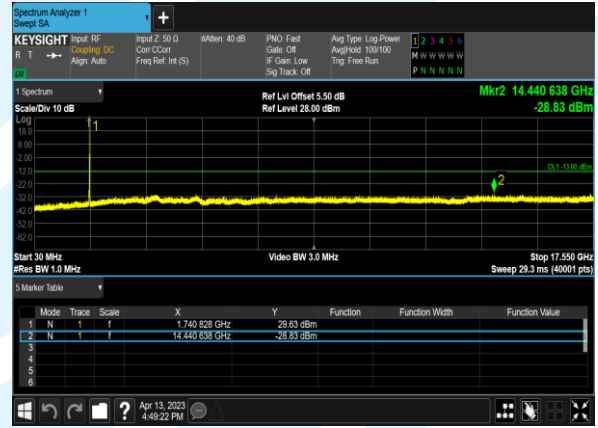 Spectrum Analyzer 1
Swept SA
+
KEYSIGHT Input: RF Input Z: 50 Ω #Atten: 40 dB PNO: Fast Avg Type: Log-Power 1 2 3 4 5 6
R T Coupling: DC Corr CCorr Gate: Off Avg|Hold: 100/100 M W W W W W
Align: Auto Freq Ref: Int (S) IF Gain: Low Trig: Free Run
Sig Track: Off P N N N N N
1 Spectrum Ref Lvl Offset 5.50 dB Mkr2 14.440 638 GHz
Scale/Div 10 dB Ref Level 28.00 dBm -28.83 dBm
Log
1
18.0
8.00
-2.00
DL1 -13.00 dBm
-12.0
2
-22.0
-32.0
-42.0
-52.0
-62.0
Start 30 MHz Video BW 3.0 MHz Stop 17.550 GHz
#Res BW 1.0 MHz Sweep 29.3 ms (40001 pts)
5 Marker Table
Mode Trace Scale X Y Function Function Width Function Value
1 N 1 f 1.740 828 GHz 29.63 dBm
2 N 1 f 14.440 638 GHz -28.83 dBm
3
4
5
6
? Apr 13, 2023
4:49:22 PM